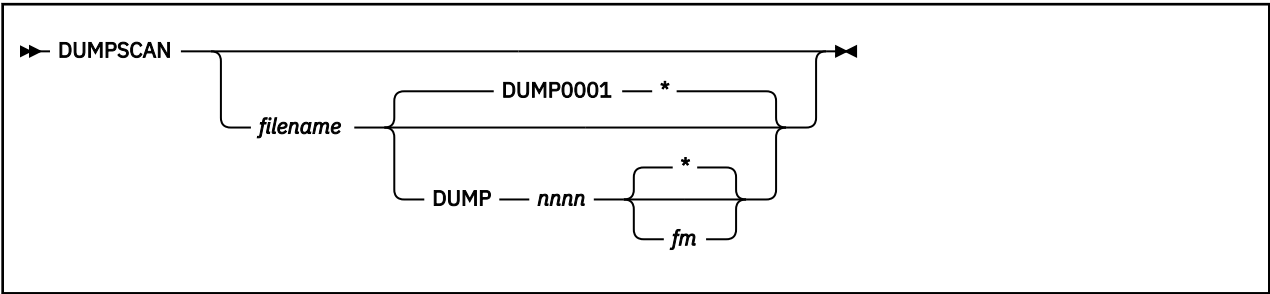 DUMPSCAN
DUMP0001 *
filename
*
DUMP nnnn
fm